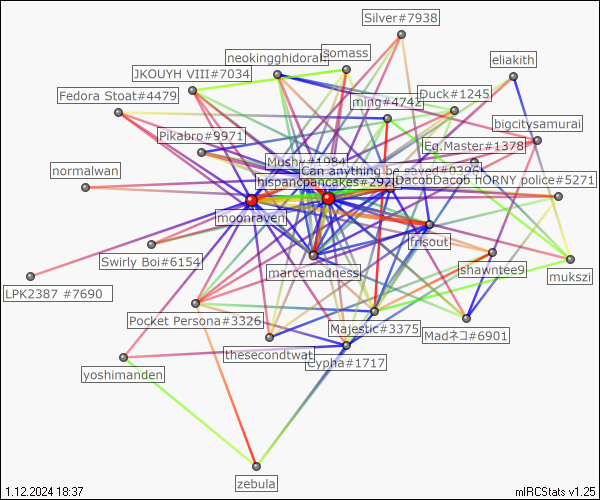 Silver#7938
somass
neokingghidorah
eliakith
JKOUYH VIII#7034
Duck#1245
Fedora Stoat#4479
ming#4742
bigcitysamurai
Pikabro#9971
Eg.Master#1378
Mushy#1984
Can anything be saved#0396
normalwan
hispancpancakes#292
DacobDacob hORNY police#5271
moonraven
frisout
Swirly Boi#6154
marcemadness
shawntee9
mukszi
LPK2387 #7690
Pocket Persona#3326
Majestic#3375
Madネコ#6901
thesecondtwat
Cypha#1717
yoshimanden
zebula
1.12.2024 18:37
mIRCStats v1.25